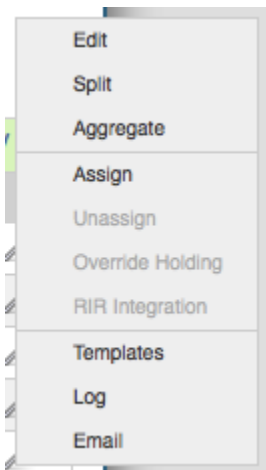 Edit
Split
Aggregate
Assign
Unassign
Override Holding
RIR Integration
Templates
Log
Email